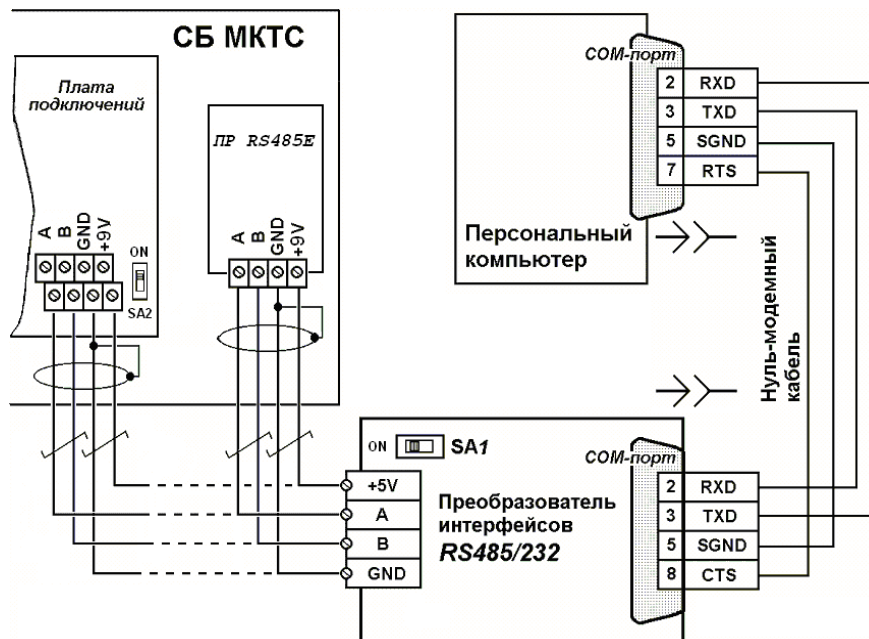 СБ МКТС
Плата
подключений
A
B
GND
+9V
ON
SA2
ПР RS485E
A
B
GND
+9V
COM-порт
2 RXD
3 TXD
5 SGND
7 RTS
Персональный
компьютер
Нуль-модемный
кабель
ON
SA1
+5V
A
B
GND
Преобразователь
интерфейсов
RS485/232
COM-порт
2 RXD
3 TXD
5 SGND
8 CTS